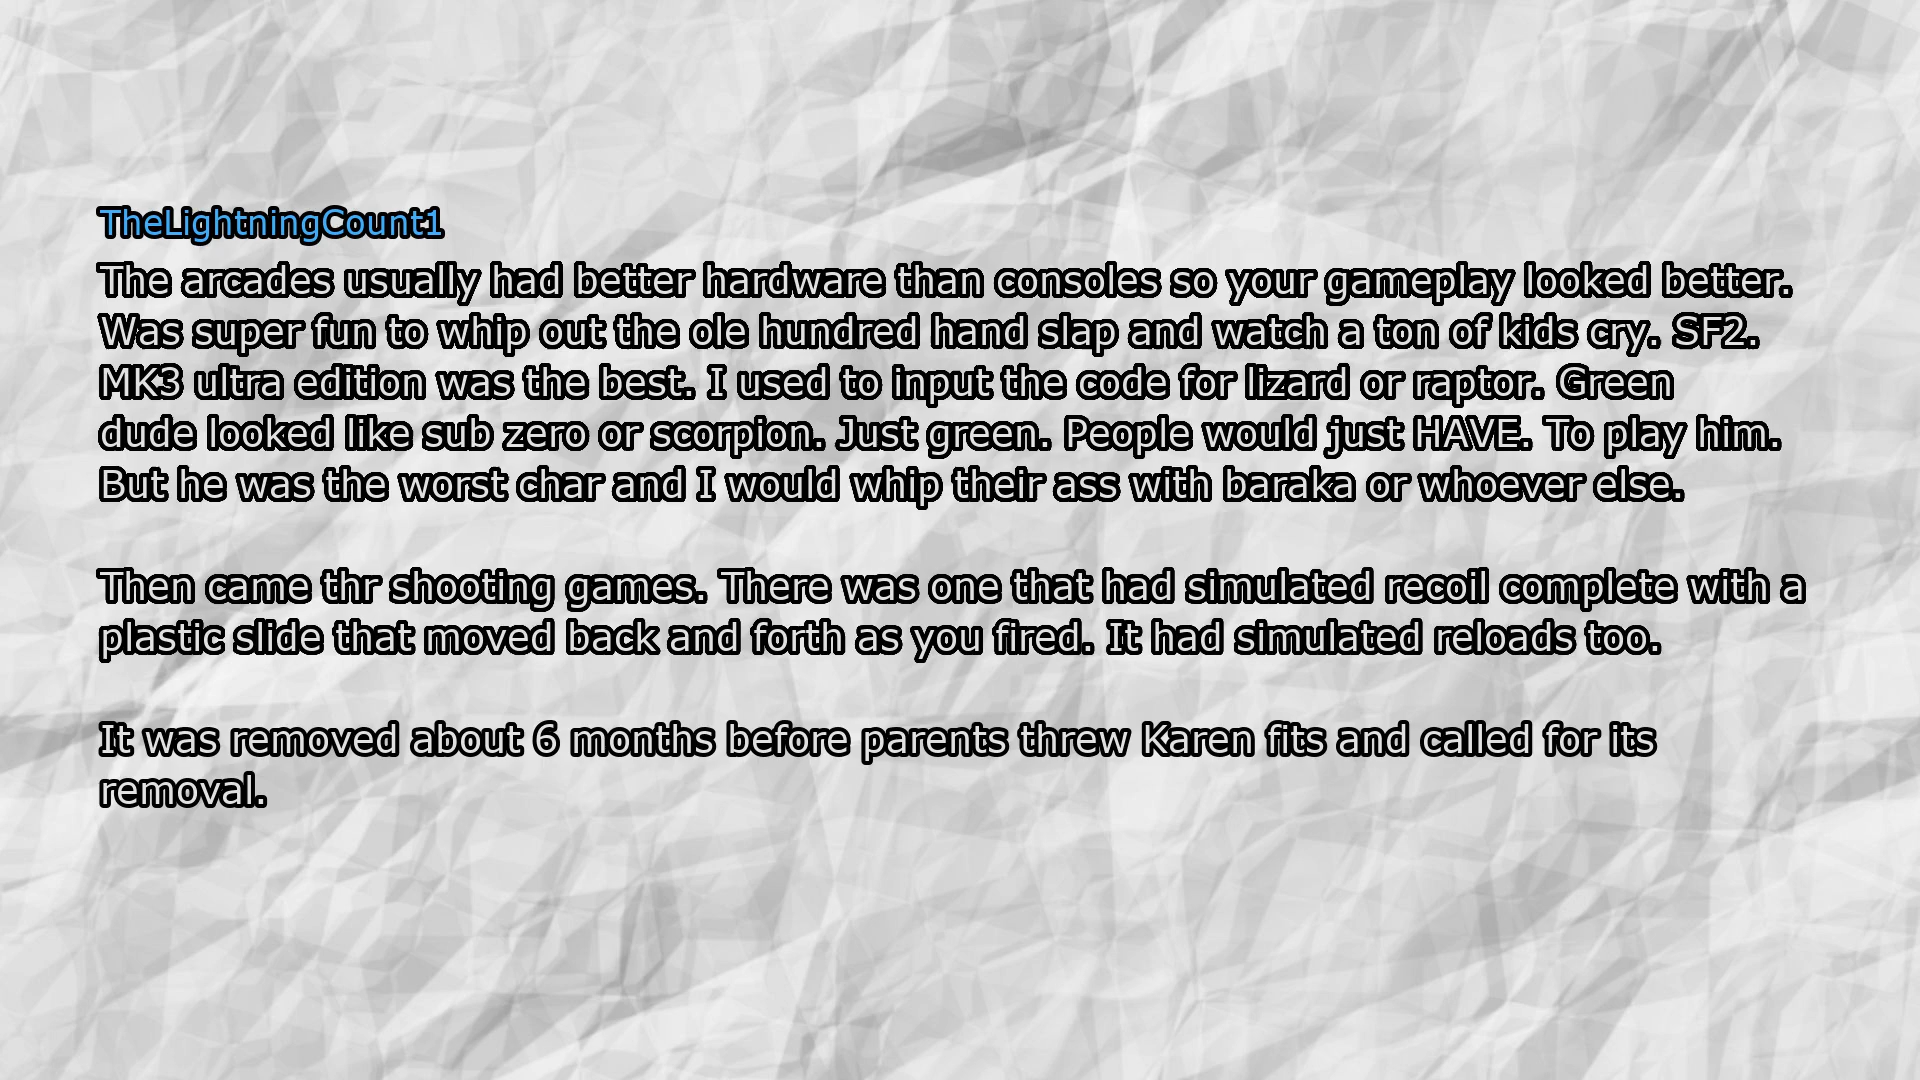 TheLightningCount1
The arcades usually had better hardware than consoles so your gameplay looked better.
Was super fun to whip out the ole hundred hand slap and watch a ton of kids cry. SF2.
MK3 ultra edition was the best. I used to input the code for lizard or raptor. Green
dude looked like sub zero or scorpion. Just green. People would just HAVE. To play him.
But he was the worst char and I would whip their ass with baraka or whoever else.
Then came thr shooting games. There was one that had simulated recoil complete with a
plastic slide that moved back and forth as you fired. It had simulated reloads too.
It was removed about 6 months before parents threw Karen fits and called for its
removal.